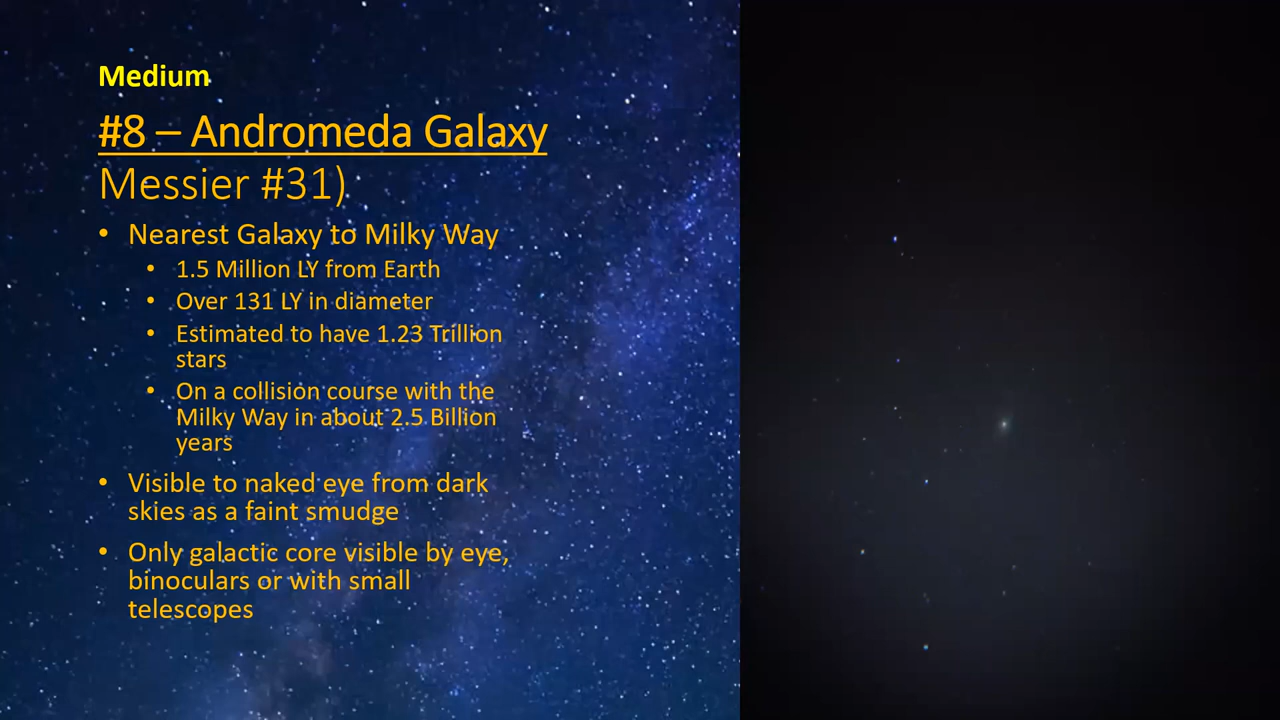 Medium
#8 – Andromeda Galaxy
Messier #31)
• Nearest Galaxy to Milky Way
• 1.5 Million LY from Earth
• Over 131 LY in diameter
• Estimated to have 1.23 Trillion
stars
• On a collision course with the
Milky Way in about 2.5 Billion
years
• Visible to naked eye from dark
skies as a faint smudge
• Only galactic core visible by eye,
binoculars or with small
telescopes